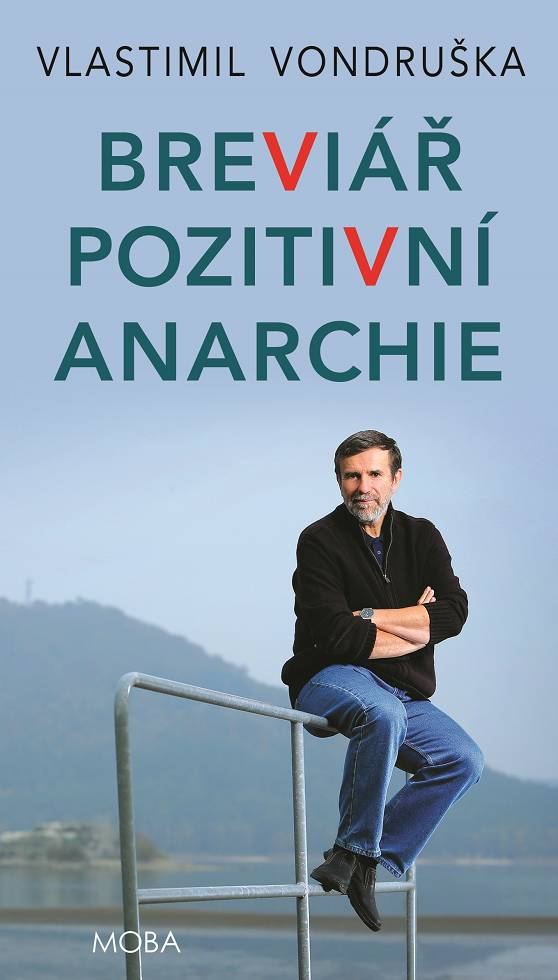 VLASTIMIL VONDRUŠKA
BREVIÁŘ
POZITIVNÍ
ANARCHIE
MOBA